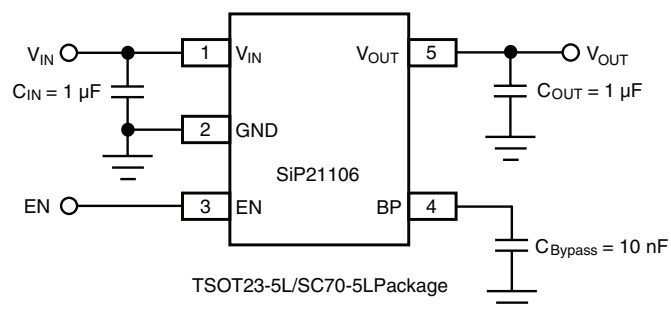 VIN 1 VIN VOUT 5 VOUT
CIN = 1 µF COUT = 1 µF
2 GND
SiP21106
EN 3 EN BP 4
CBypass = 10 nF
TSOT23-5L/SC70-5LPackage